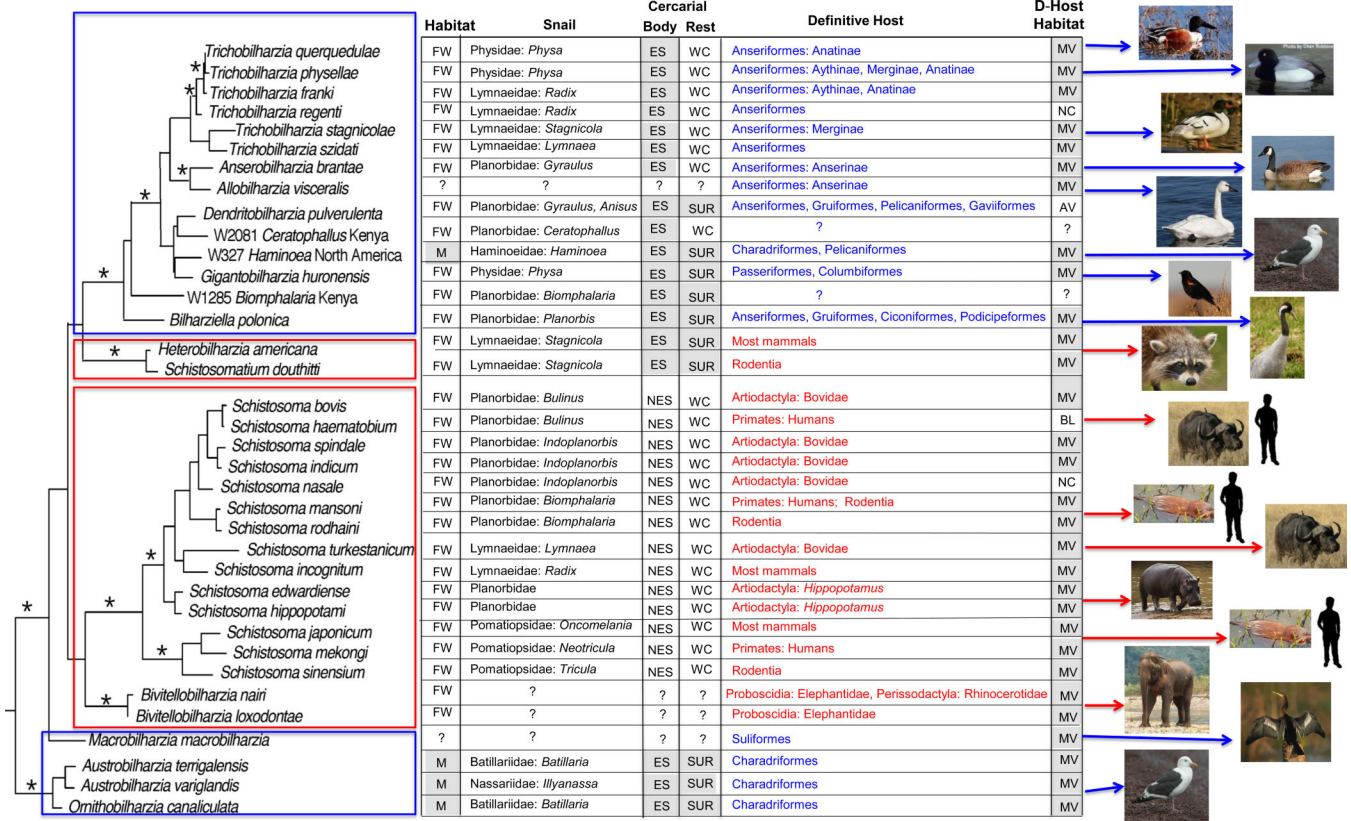 Cercarial D-Host
Habitat Snail Body Rest Definitive Host Habitat
Trichobilharzia querquedulae FW Physidae: Physa ES WC Anseriformes: Anatinae MV
Trichobilharzia physellae FW Physidae: Physa ES WC Anseriformes: Aythinae, Merginae, Anatinae MV
Trichobilharzia franki FW Lymnaeidae: Radix ES WC Anseriformes: Aythinae, Anatinae MV
Trichobilharzia regenti FW Lymnaeidae: Radix ES WC Anseriformes NC
Trichobilharzia stagnicolae FW Lymnaeidae: Stagnicola ES WC Anseriformes: Merginae MV
Trichobilharzia szidati FW Lymnaeidae: Lymnaea ES WC Anseriformes MV
Anserobilharzia brantae FW Planorbidae: Gyraulus ES WC Anseriformes: Anserinae MV
Allobilharzia visceralis ? ? ? ? Anseriformes: Anserinae MV
Dendritobilharzia pulverulenta FW Planorbidae: Gyraulus, Anisus ES SUR Anseriformes, Gruiformes, Pelicaniformes, Gaviiformes AV
W2081 Ceratophallus Kenya FW Planorbidae: Ceratophallus ES WC ? ?
W327 Haminoea North America M Haminoeidae: Haminoea ES SUR Charadriformes, Pelicaniformes MV
Gigantobilharzia huronensis FW Physidae: Physa ES SUR Passeriformes, Columbiformes MV
W1285 Biomphalaria Kenya FW Planorbidae: Biomphalaria ES SUR ? ?
Bilharziella polonica FW Planorbidae: Planorbis ES SUR Anseriformes, Gruiformes, Ciconiformes, Podicipeformes MV
Heterobilharzia americana FW Lymnaeidae: Stagnicola ES SUR Most mammals MV
Schistosomatium douthitti FW Lymnaeidae: Stagnicola ES SUR Rodentia MV
Schistosoma bovis FW Planorbidae: Bulinus NES WC Artiodactyla: Bovidae MV
Schistosoma haematobium FW Planorbidae: Bulinus NES WC Primates: Humans BL
Schistosoma spindale FW Planorbidae: Indoplanorbis NES WC Artiodactyla: Bovidae MV
Schistosoma indicum FW Planorbidae: Indoplanorbis NES WC Artiodactyla: Bovidae MV
Schistosoma nasale FW Planorbidae: Indoplanorbis NES WC Artiodactyla: Bovidae NC
Schistosoma mansoni FW Planorbidae: Biomphalaria NES WC Primates: Humans; Rodentia MV
Schistosoma rodhaini FW Planorbidae: Biomphalaria NES WC Rodentia MV
Schistosoma turkestanicum FW Lymnaeidae: Lymnaea NES WC Artiodactyla: Bovidae MV
Schistosoma incognitum FW Lymnaeidae: Radix NES WC Most mammals MV
Schistosoma edwardiense FW Planorbidae NES WC Artiodactyla: Hippopotamus MV
Schistosoma hippopotami FW Planorbidae NES WC Artiodactyla: Hippopotamus MV
Schistosoma japonicum FW Pomatiopsidae: Oncomelania NES WC Most mammals MV
Schistosoma mekongi FW Pomatiopsidae: Neotricula NES WC Primates: Humans MV
Schistosoma sinensium FW Pomatiopsidae: Tricula NES WC Rodentia MV
Bivitellobilharzia nairi FW ? ? ? Proboscidia: Elephantidae, Perissodactyla: Rhinocerotidae MV
Bivitellobilharzia loxodontae FW ? ? ? Proboscidia: Elephantidae MV
Macrobilharzia macrobilharzia ? ? ? ? Suliformes MV
Austrobilharzia terrigalensis M Batillariidae: Batillaria ES SUR Charadriformes MV
Austrobilharzia variglandis M Nassariidae: Illyanassa ES SUR Charadriformes MV
Ornithobilharzia canaliculata M Batillariidae: Batillaria ES SUR Charadriformes MV